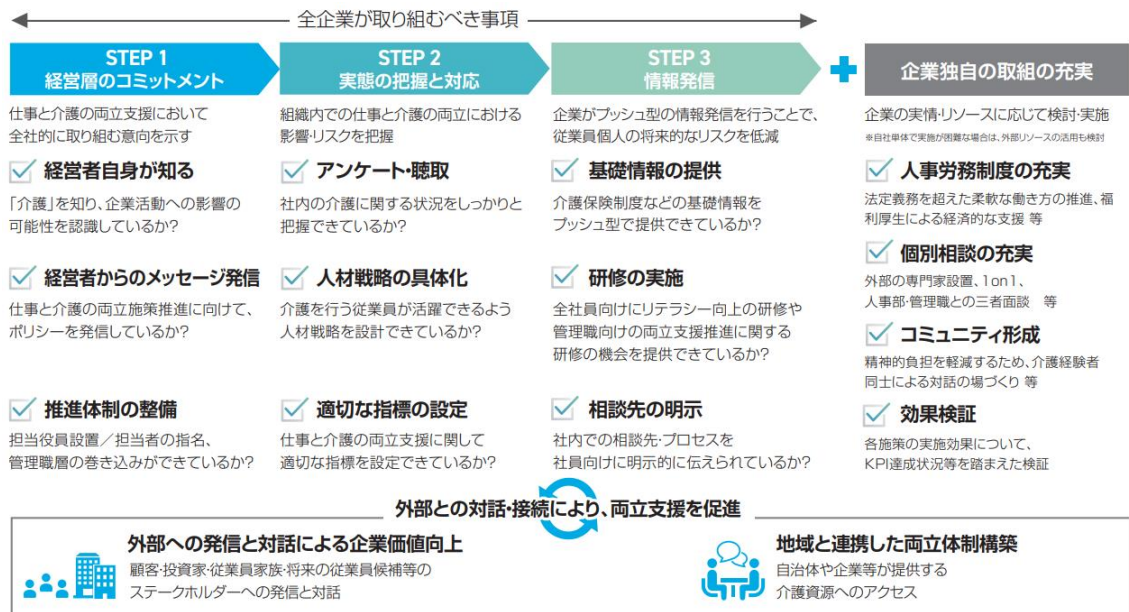 全企業が取り組むべき事項
STEP 1
経営層のコミットメント
仕事と介護の両立支援において
全社的に取り組む意向を示す
経営者自身が知る
「介護」を知り、企業活動への影響の
可能性を認識しているか?
経営者からのメッセージ発信
仕事と介護の両立施策推進に向けて、
ポリシーを発信しているか?
推進体制の整備
担当役員設置／担当者の指名、
管理職層の巻き込みができているか?
STEP 2
実態の把握と対応
組織内での仕事と介護の両立における
影響・リスクを把握
アンケート・聴取
社内の介護に関する状況をしっかりと
把握できているか?
人材戦略の具体化
介護を行う従業員が活躍できるよう
人材戦略を設計できているか?
適切な指標の設定
仕事と介護の両立支援に関して
適切な指標を設定できているか?
STEP 3
情報発信
企業がプッシュ型の情報発信を行うことで、
従業員個人の将来的なリスクを低減
基礎情報の提供
介護保険制度などの基礎情報を
プッシュ型で提供できているか?
研修の実施
全社員向けにリテラシー向上の研修や
管理職向けの両立支援推進に関する
研修の機会を提供できているか?
相談先の明示
社内での相談先・プロセスを
社員向けに明示的に伝えられているか?
企業独自の取組の充実
企業の実情・リソースに応じて検討・実施
※自社単体で実施が困難な場合は、外部リソースの活用も検討
人事労務制度の充実
法定義務を超えた柔軟な働き方の推進、福
利厚生による経済的な支援 等
個別相談の充実
外部の専門家設置、1on1、
人事部・管理職との三者面談 等
コミュニティ形成
精神的負担を軽減するため、介護経験者
同士による対話の場づくり 等
効果検証
各施策の実施効果について、
KPI達成状況等を踏まえた検証
外部との対話・接続により、両立支援を促進
外部への発信と対話による企業価値向上
顧客・投資家・従業員家族・将来の従業員候補等の
ステークホルダーへの発信と対話
地域と連携した両立体制構築
自治体や企業等が提供する
介護資源へのアクセス